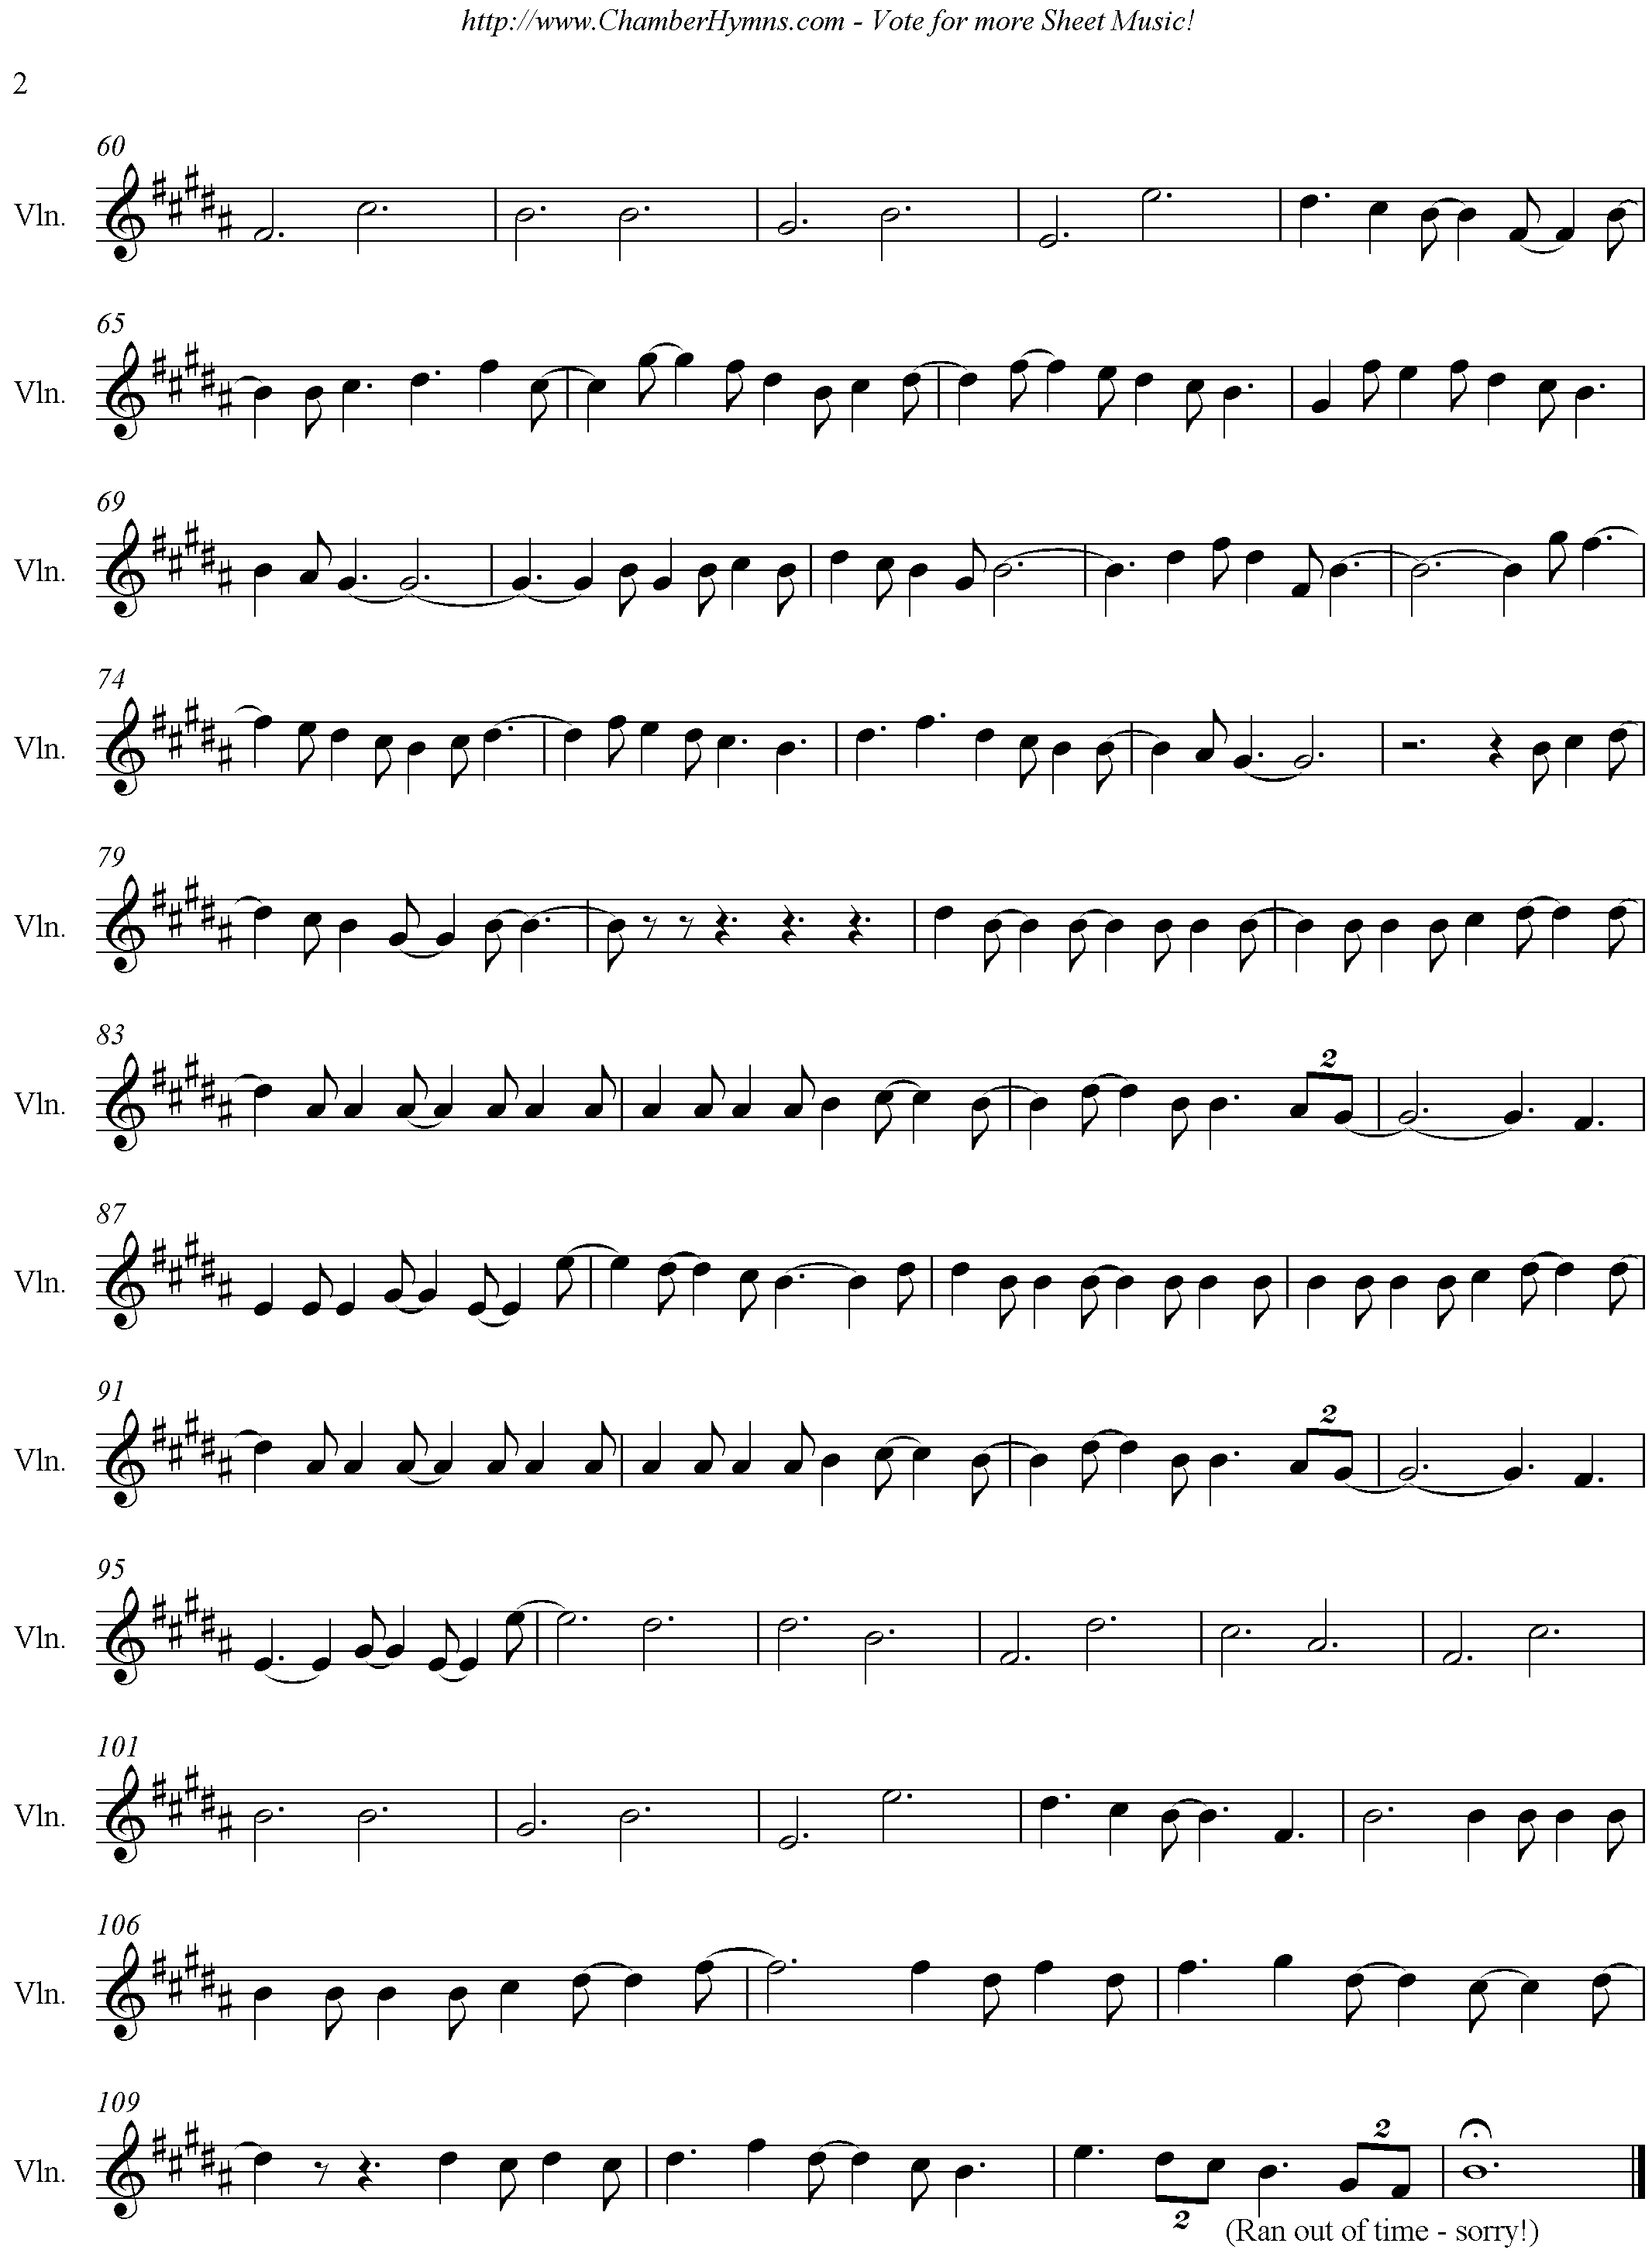 http://www.ChamberHymns.com - Vote for more Sheet Music!
2
60
Vln.
65
Vln.
69
Vln.
74
Vln.
79
Vln.
83
Vln.
2
87
Vln.
91
Vln.
2
95
Vln.
101
Vln.
106
Vln.
109
Vln.
2
2
(Ran out of time - sorry!)